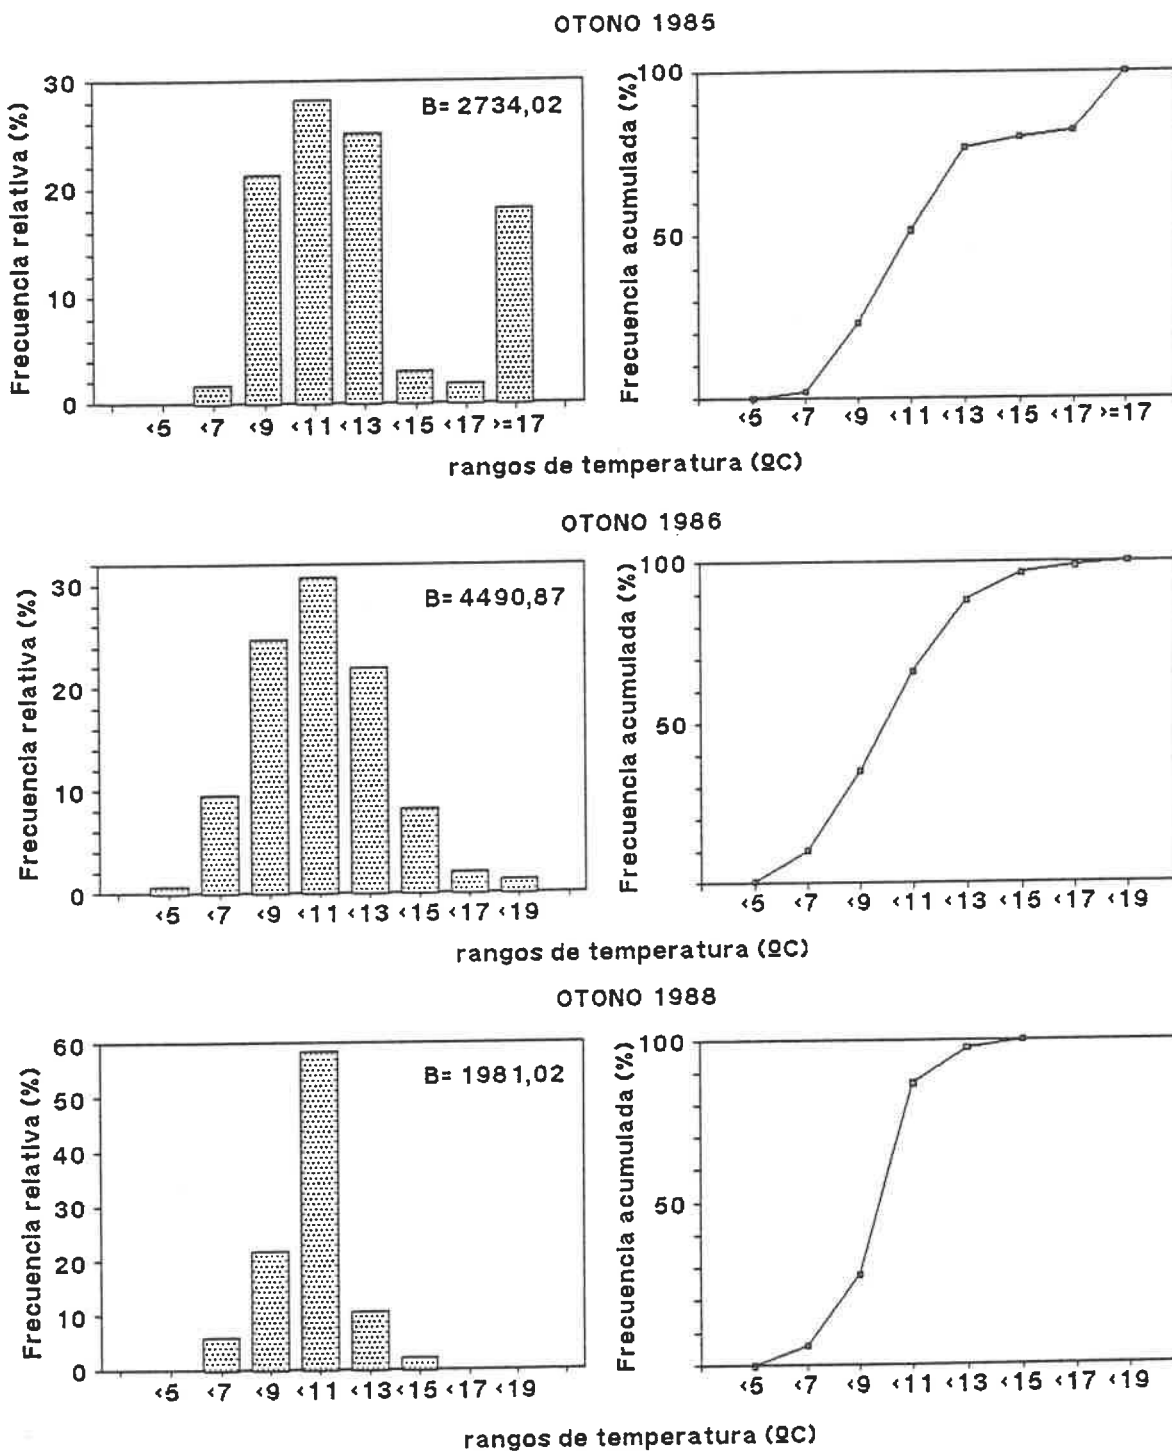 OTONO 1985
Frecuencia relativa (%)
30
20
10
0
B= 2734,02
<5 <7 <9 <11 <13 <15 <17 >=17
Frecuencia acumulada (%)
100
50
<5 <7 <9 <11 <13 <15 <17 >=17
rangos de temperatura (ºC)
OTONO 1986
Frecuencia relativa (%)
30
20
10
0
B= 4490,87
<5 <7 <9 <11 <13 <15 <17 <19
Frecuencia acumulada (%)
100
50
<5 <7 <9 <11 <13 <15 <17 <19
rangos de temperatura (ºC)
OTONO 1988
Frecuencia relativa (%)
60
50
40
30
20
10
0
B= 1981,02
<5 <7 <9 <11 <13 <15 <17 <19
Frecuencia acumulada (%)
100
50
<5 <7 <9 <11 <13 <15 <17 <19
rangos de temperatura (ºC)